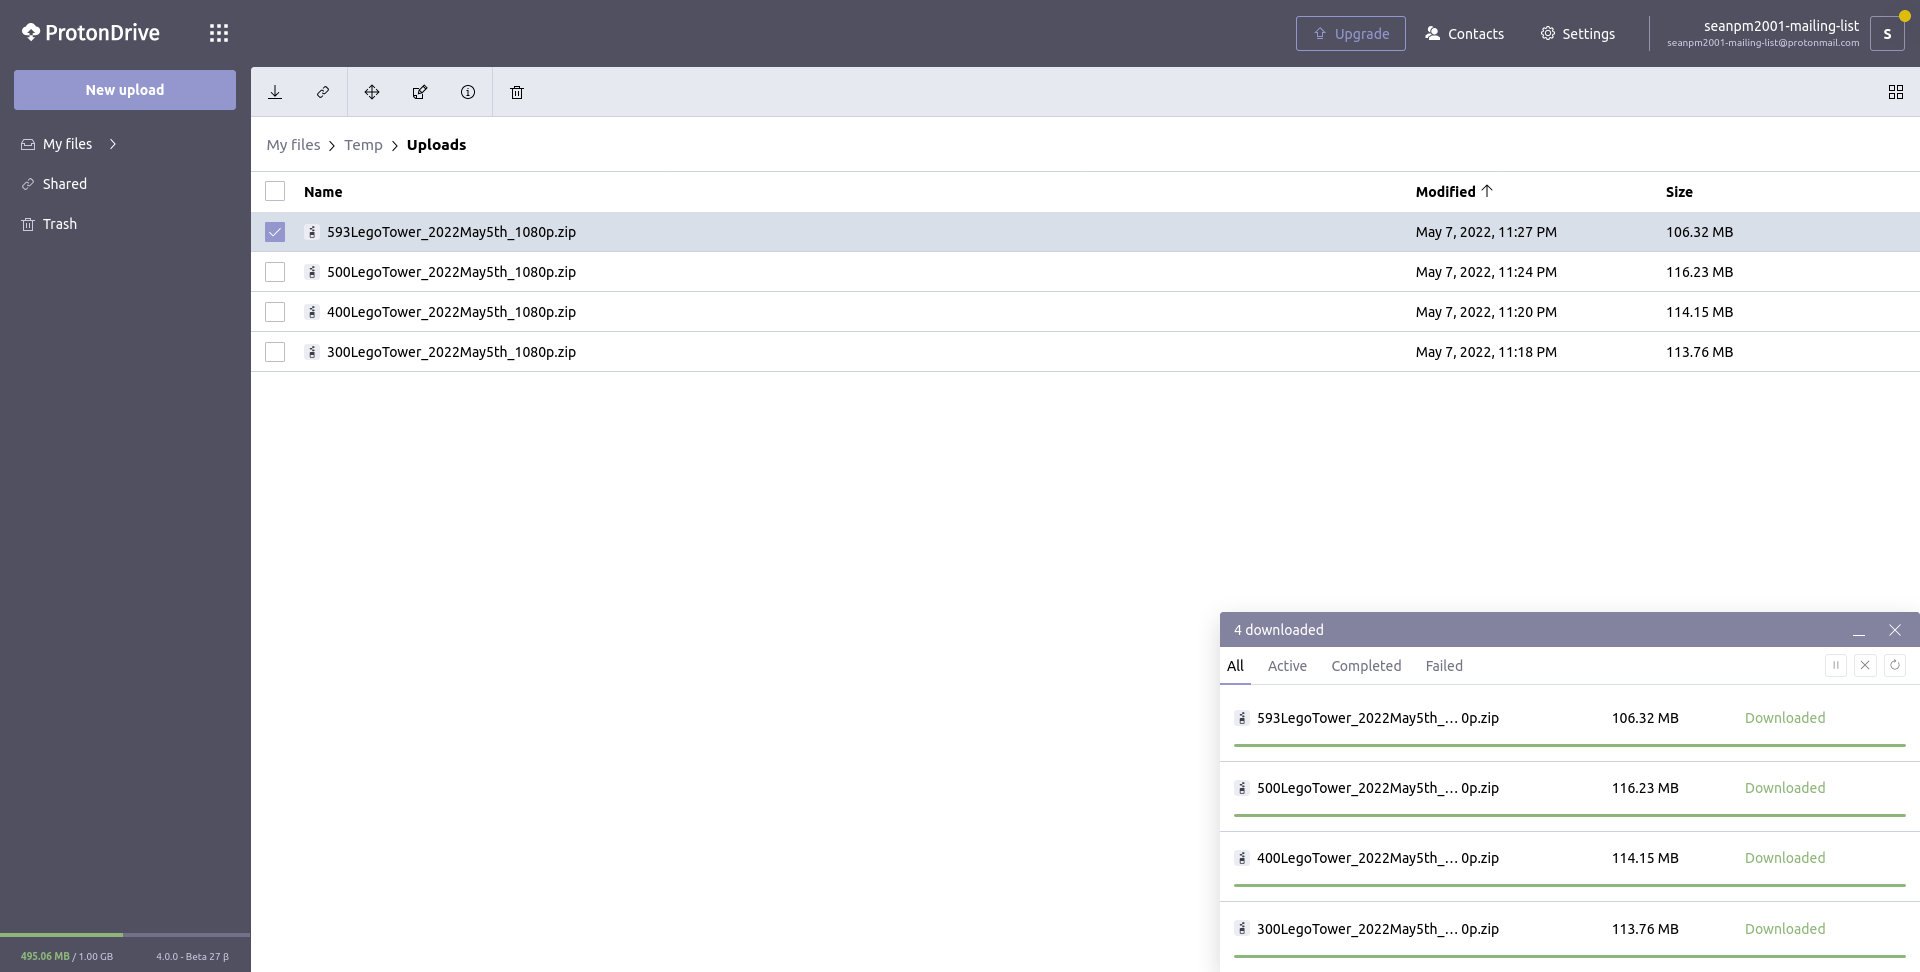 ProtonDrive
Upgrade
Contacts
Settings
seanpm2001-mailing-list
seanpm2001-mailing-list@protonmail.com
S
New upload
My files
Shared
Trash
My files > Temp > Uploads
Name Modified Size
593LegoTower_2022May5th_1080p.zip May 7, 2022, 11:27 PM 106.32 MB
500LegoTower_2022May5th_1080p.zip May 7, 2022, 11:24 PM 116.23 MB
400LegoTower_2022May5th_1080p.zip May 7, 2022, 11:20 PM 114.15 MB
300LegoTower_2022May5th_1080p.zip May 7, 2022, 11:18 PM 113.76 MB
4 downloaded
All Active Completed Failed
593LegoTower_2022May5th_... 0p.zip 106.32 MB Downloaded
500LegoTower_2022May5th_... 0p.zip 116.23 MB Downloaded
400LegoTower_2022May5th_... 0p.zip 114.15 MB Downloaded
300LegoTower_2022May5th_... 0p.zip 113.76 MB Downloaded
495.06 MB / 1.00 GB 4.0.0 - Beta 27 β